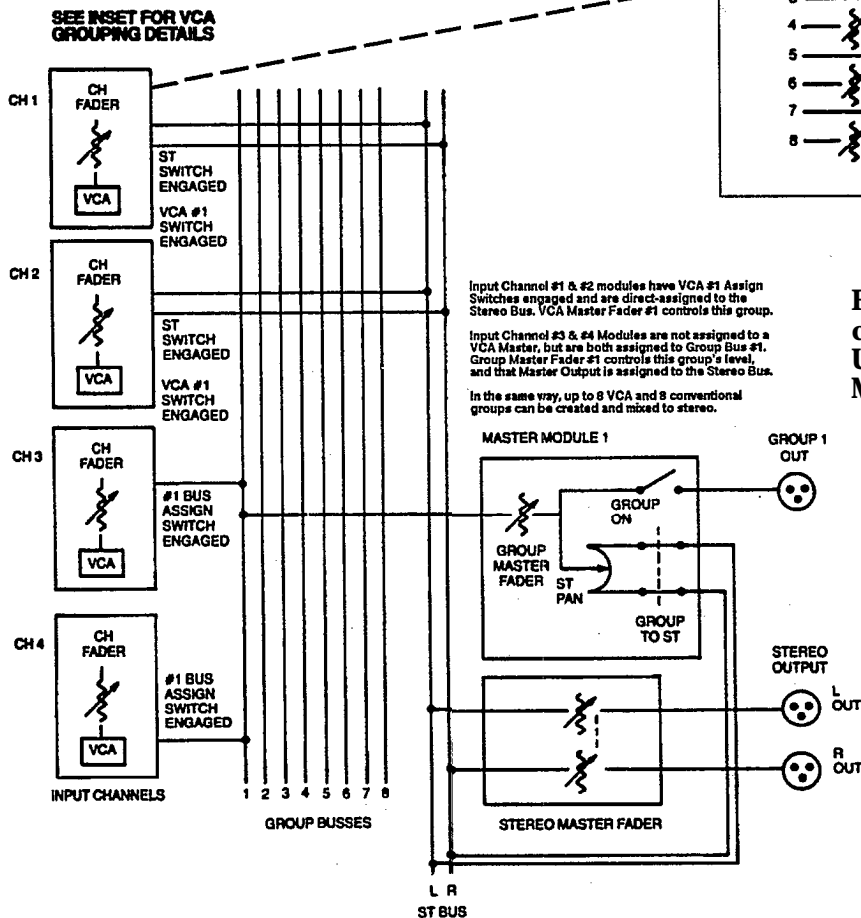 SEE INSET FOR VCA
GROUPING DETAILS
4
5
6
7
8
CH 1
CH
FADER
VCA
ST
SWITCH
ENGAGED
VCA #1
SWITCH
ENGAGED
CH 2
CH
FADER
VCA
ST
SWITCH
ENGAGED
VCA #1
SWITCH
ENGAGED
CH 3
CH
FADER
VCA
#1 BUS
ASSIGN
SWITCH
ENGAGED
CH 4
CH
FADER
VCA
#1 BUS
ASSIGN
SWITCH
ENGAGED
INPUT CHANNELS
1 2 3 4 5 6 7 8
GROUP BUSSES
Input Channel #1 & #2 modules have VCA #1 Assign
Switches engaged and are direct-assigned to the
Stereo Bus. VCA Master Fader #1 controls this group.
Input Channel #3 & #4 Modules are not assigned to a
VCA Master, but are both assigned to Group Bus #1.
Group Master Fader #1 controls this group's level,
and that Master Output is assigned to the Stereo Bus.
In the same way, up to 8 VCA and 8 conventional
groups can be created and mixed to stereo.
MASTER MODULE 1
GROUP 1
OUT
GROUP
ON
GROUP
MASTER
FADER
ST
PAN
GROUP
TO ST
STEREO
OUTPUT
L
OUT
R
OUT
STEREO MASTER FADER
L R
ST BUS